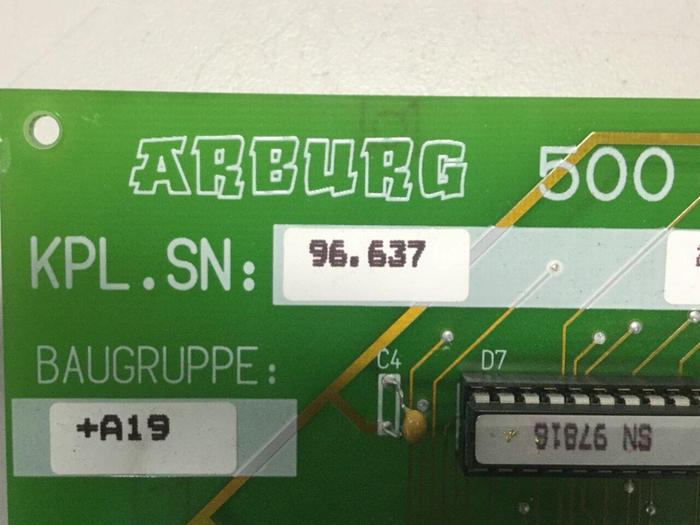 ARBURG 500
KPL.SN: 96.637
BAUGRUPPE:
+A19
C4 D7
SN 97818